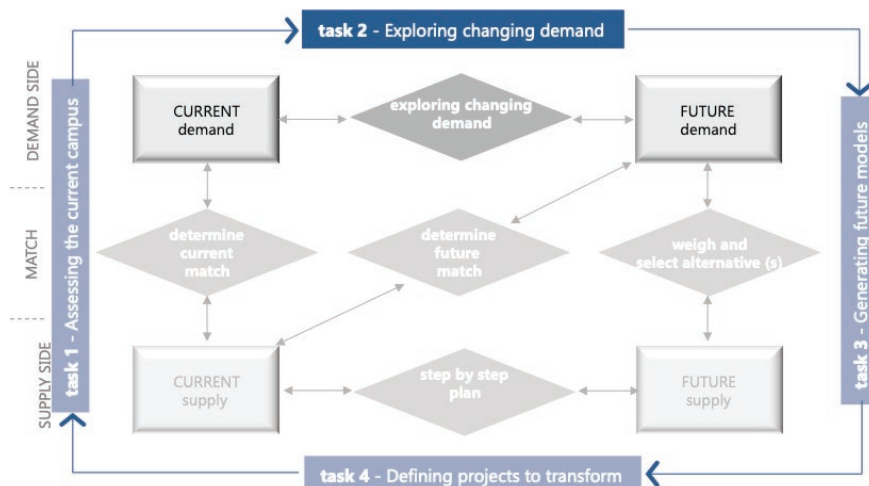 task 2 - Exploring changing demand
DEMAND SIDE
MATCH
SUPPLY SIDE
task 1 - Assessing the current campus
CURRENT
demand
exploring changing
demand
FUTURE
demand
determine
current
match
determine
future
match
weigh and
select alternative (s)
CURRENT
supply
step by step
plan
FUTURE
supply
task 3 - Generating future models
task 4 - Defining projects to transform